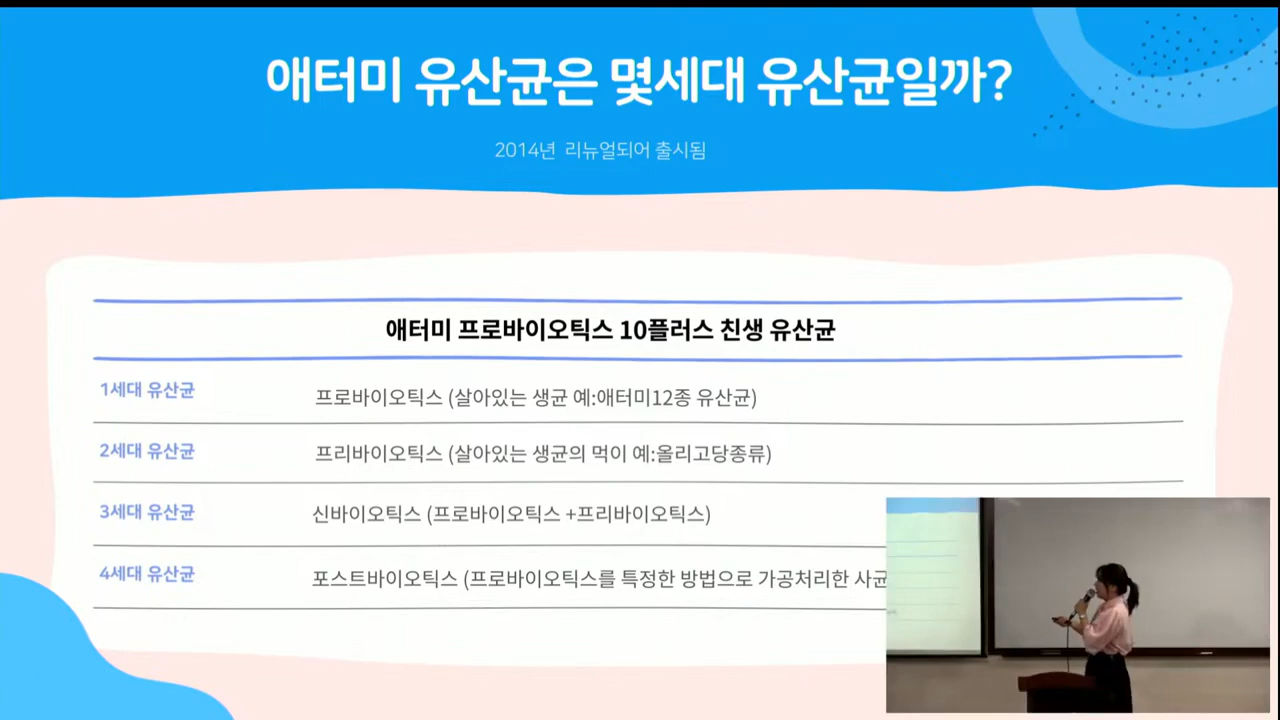 애터미 유산균은 몇세대 유산균일까?
2014년 리뉴얼되어 출시됨
애터미 프로바이오틱스 10플러스 친생 유산균
1세대 유산균 프로바이오틱스 (살아있는 생균 예:애터미12종 유산균)
2세대 유산균 프리바이오틱스 (살아있는 생균의 먹이 예:올리고당종류)
3세대 유산균 신바이오틱스 (프로바이오틱스 +프리바이오틱스)
4세대 유산균 포스트바이오틱스 (프로바이오틱스를 특정한 방법으로 가공처리한 사균